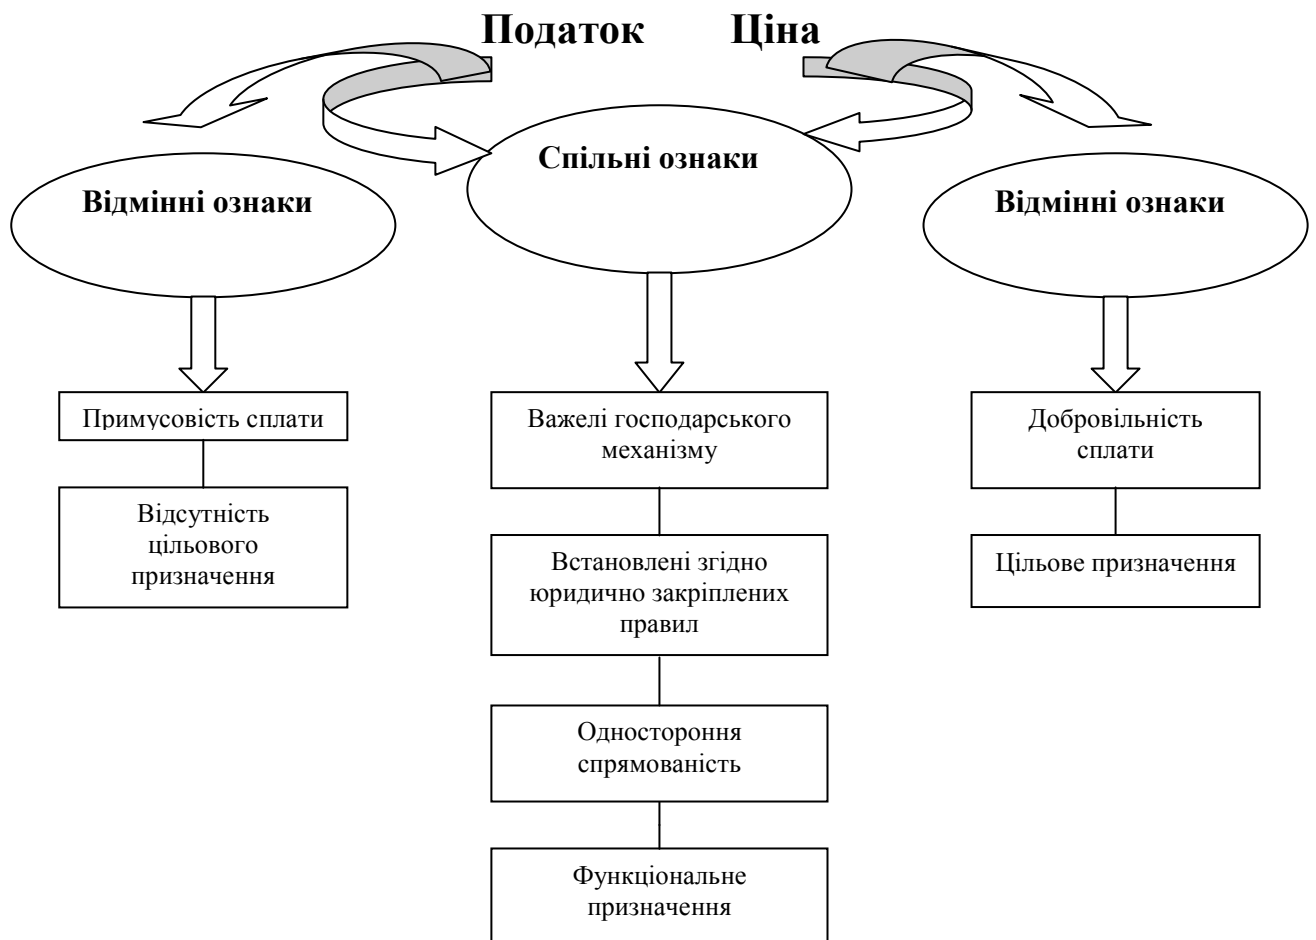 Податок Ціна
Спільні ознаки
Відмінні ознаки
Відмінні ознаки
Примусовість сплати
Відсутність
цільового
призначення
Важелі господарського
механізму
Встановлені згідно
юридично закріплених
правил
Одностороння
спрямованість
Функціональне
призначення
Добровільність
сплати
Цільове призначення